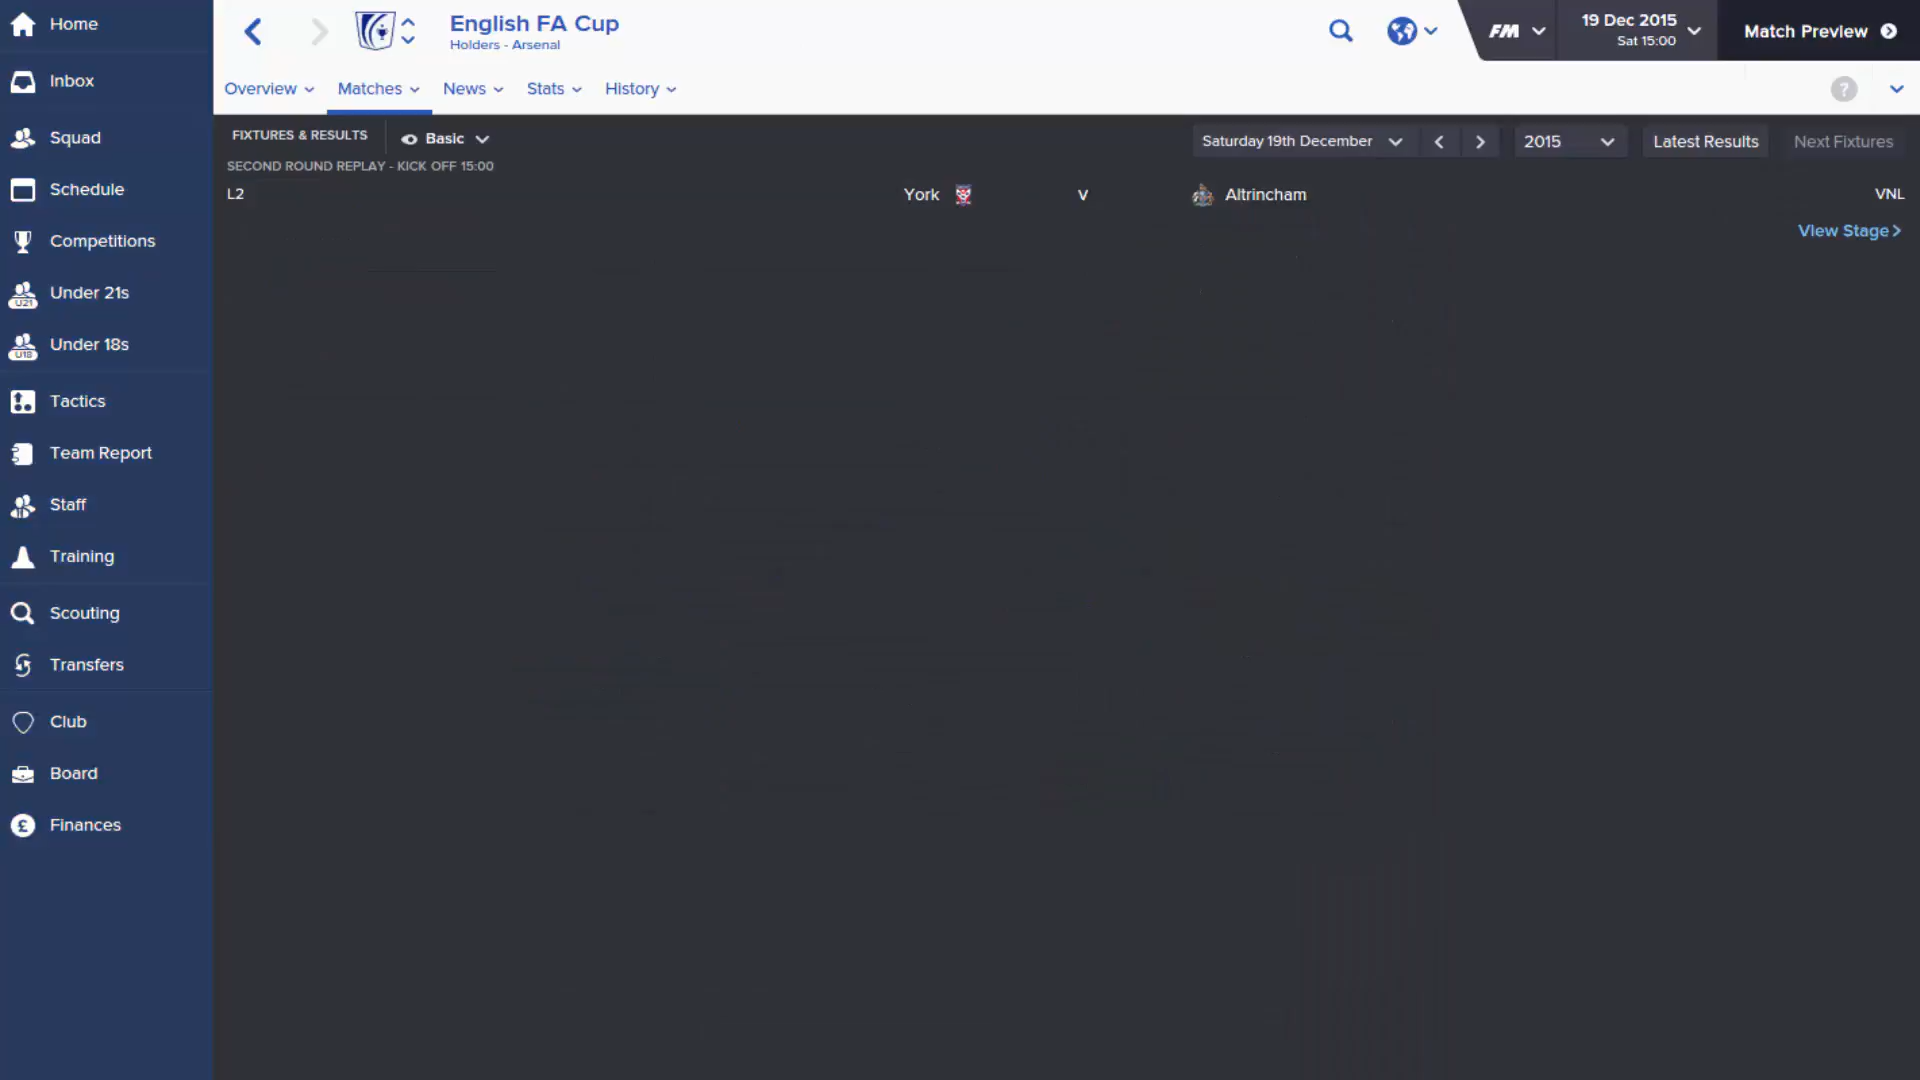 Home
Inbox
Squad
Schedule
Competitions
U21
Under 21s
U18
Under 18s
Tactics
Team Report
Staff
Training
Scouting
Transfers
Club
Board
£
Finances
English FA Cup
Holders - Arsenal
FM
19 Dec 2015
Sat 15:00
Match Preview
Overview
Matches
News
Stats
History
?
FIXTURES & RESULTS
Basic
Saturday 19th December
2015
Latest Results
Next Fixtures
SECOND ROUND REPLAY - KICK OFF 15:00
L2 York v Altrincham VNL
View Stage >